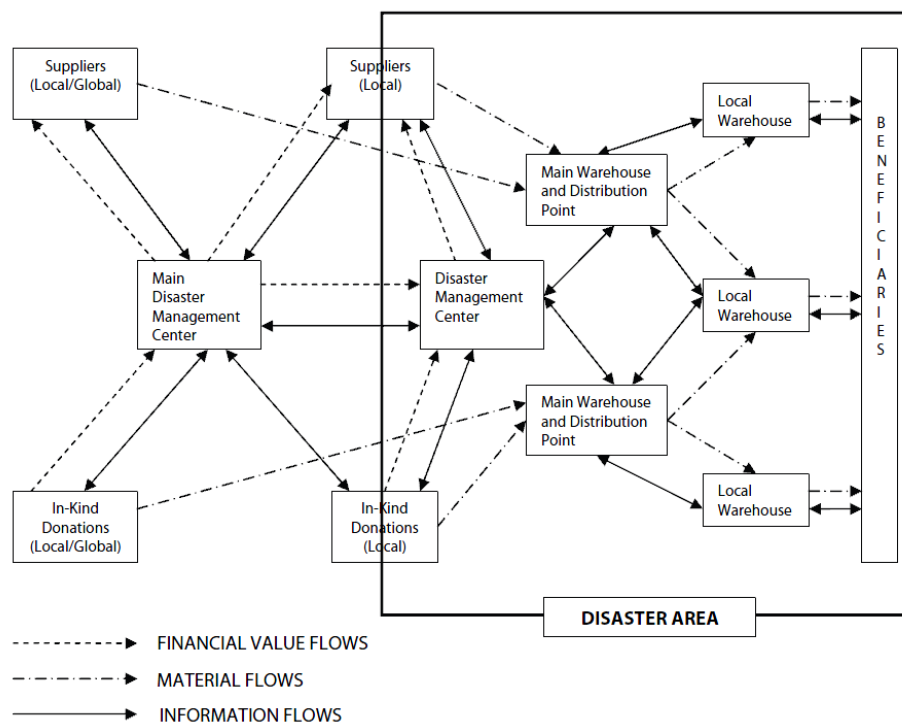 Suppliers
(Local/Global)
Suppliers
(Local)
Local
Warehouse
Main Warehouse
and Distribution
Point
Main
Disaster
Management
Center
Disaster
Management
Center
Local
Warehouse
BENEFICIARIES
Main Warehouse
and Distribution
Point
In-Kind
Donations
(Local/Global)
In-Kind
Donations
(Local)
Local
Warehouse
DISASTER AREA
FINANCIAL VALUE FLOWS
MATERIAL FLOWS
INFORMATION FLOWS